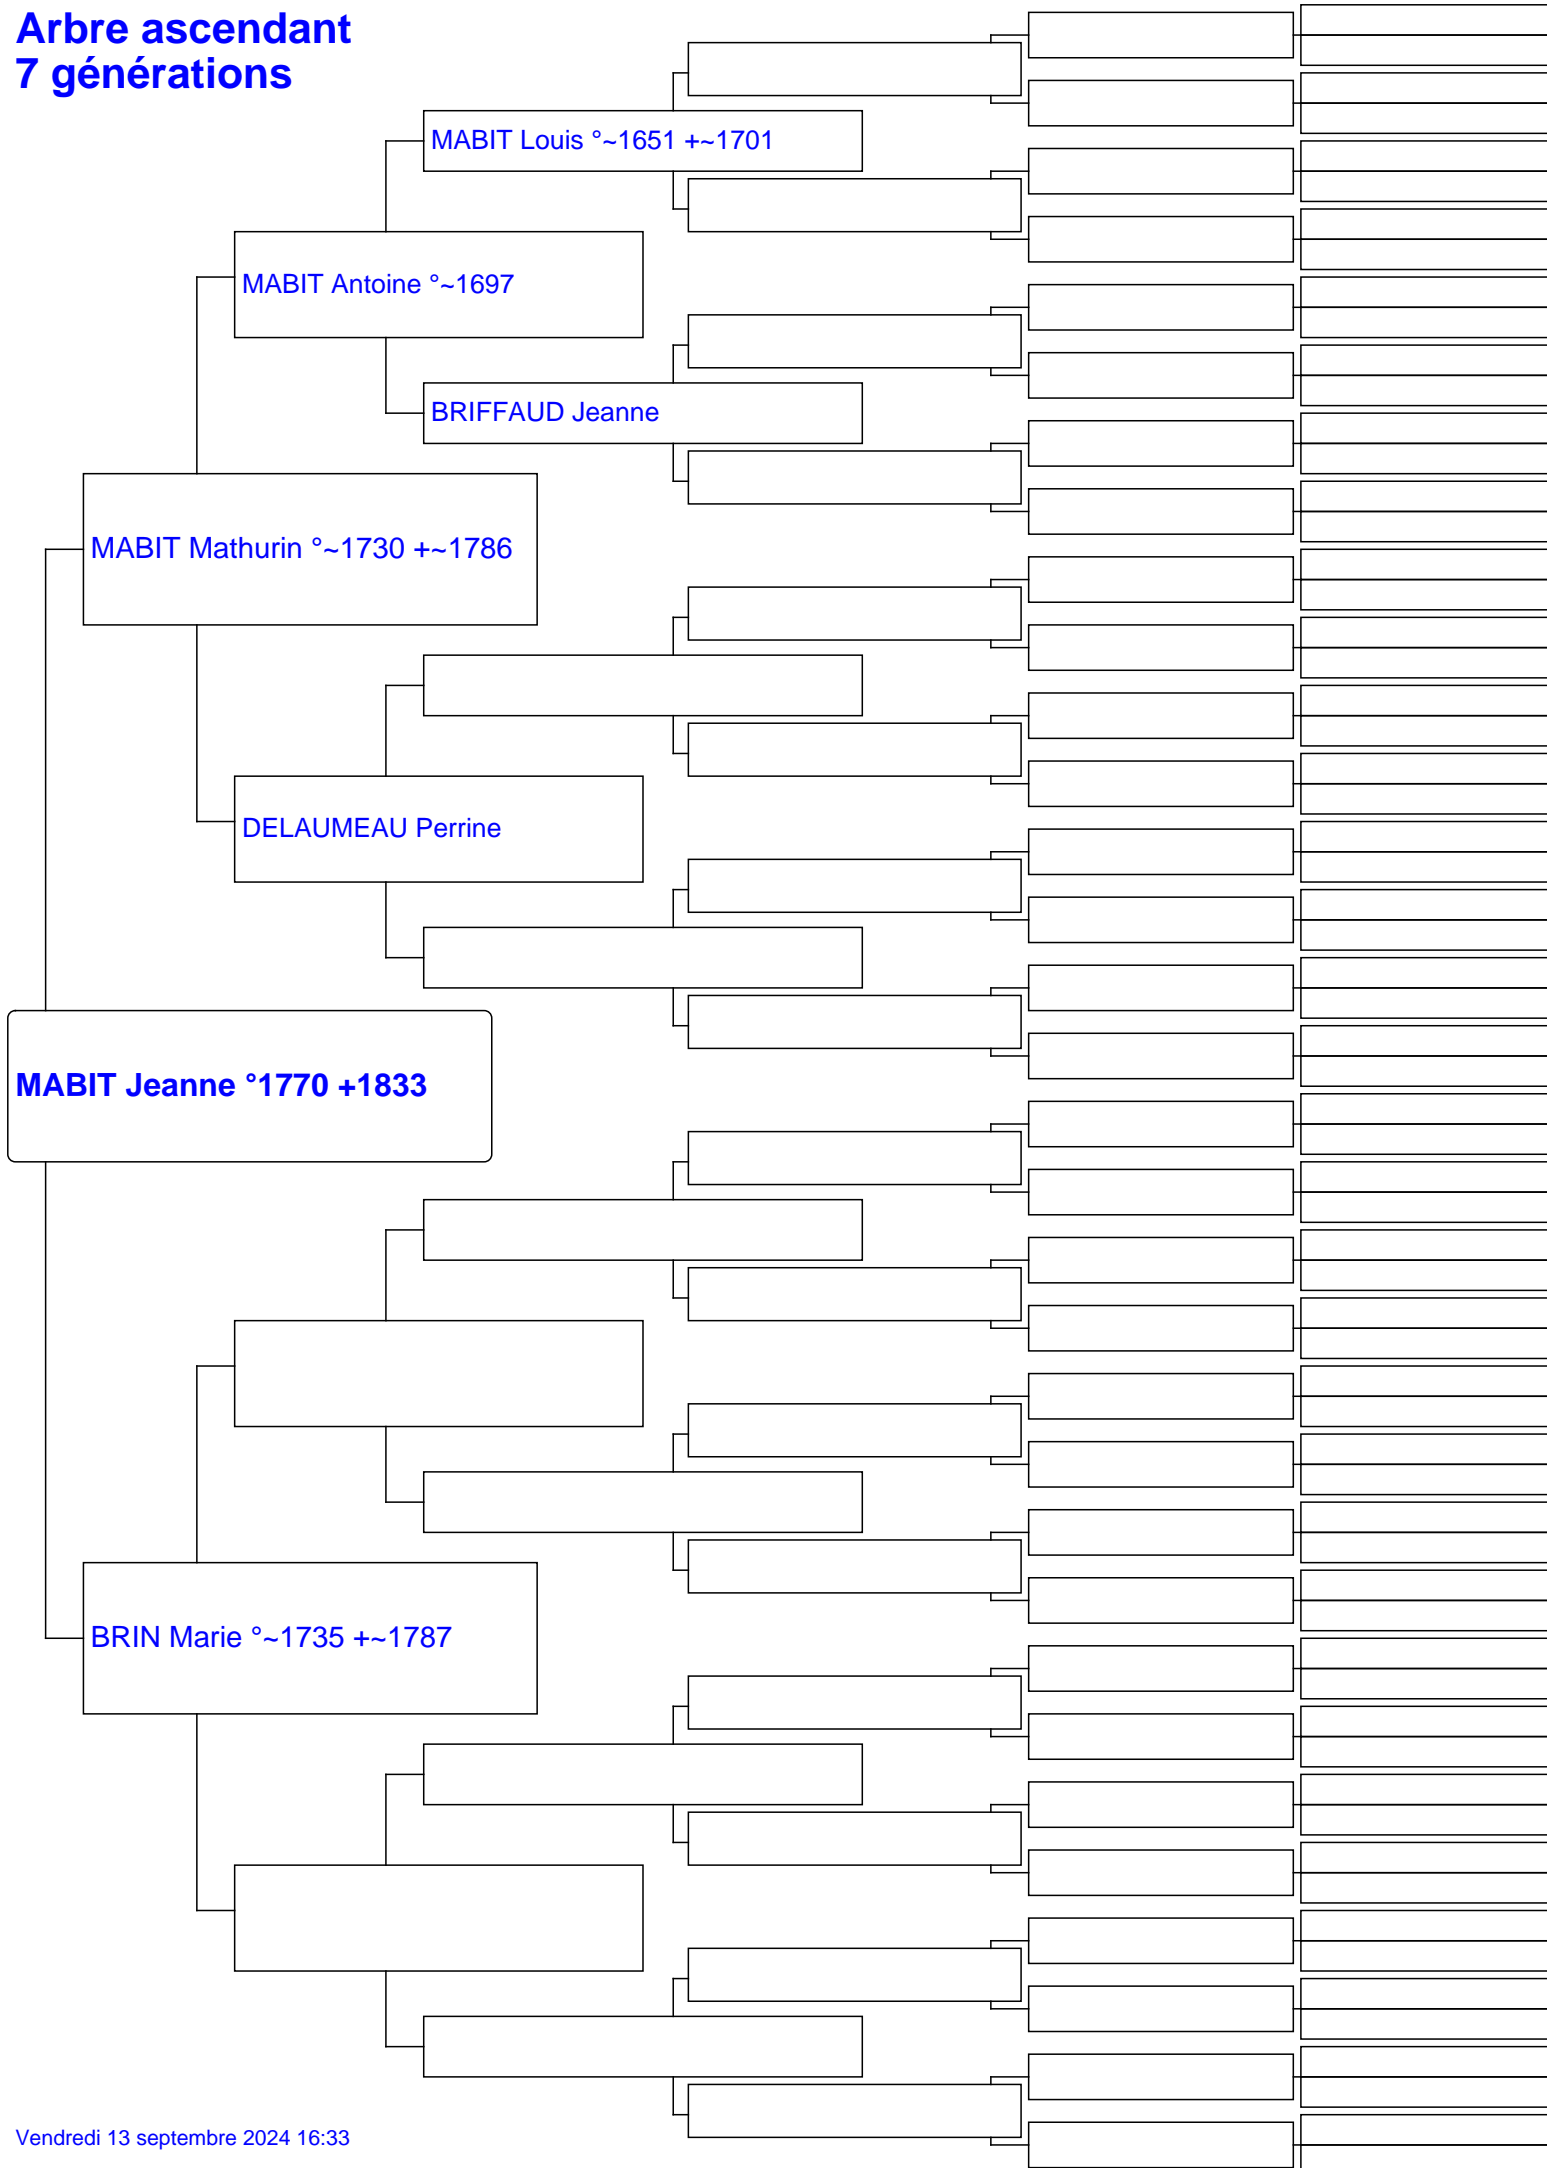 Arbre ascendant
7 générations
MABIT Louis °~1651 +~1701
MABIT Antoine °~1697
BRIFFAUD Jeanne
MABIT Mathurin °~1730 +~1786
DELAUMEAU Perrine
MABIT Jeanne °1770 +1833
BRIN Marie °~1735 +~1787
Vendredi 13 septembre 2024 16:33